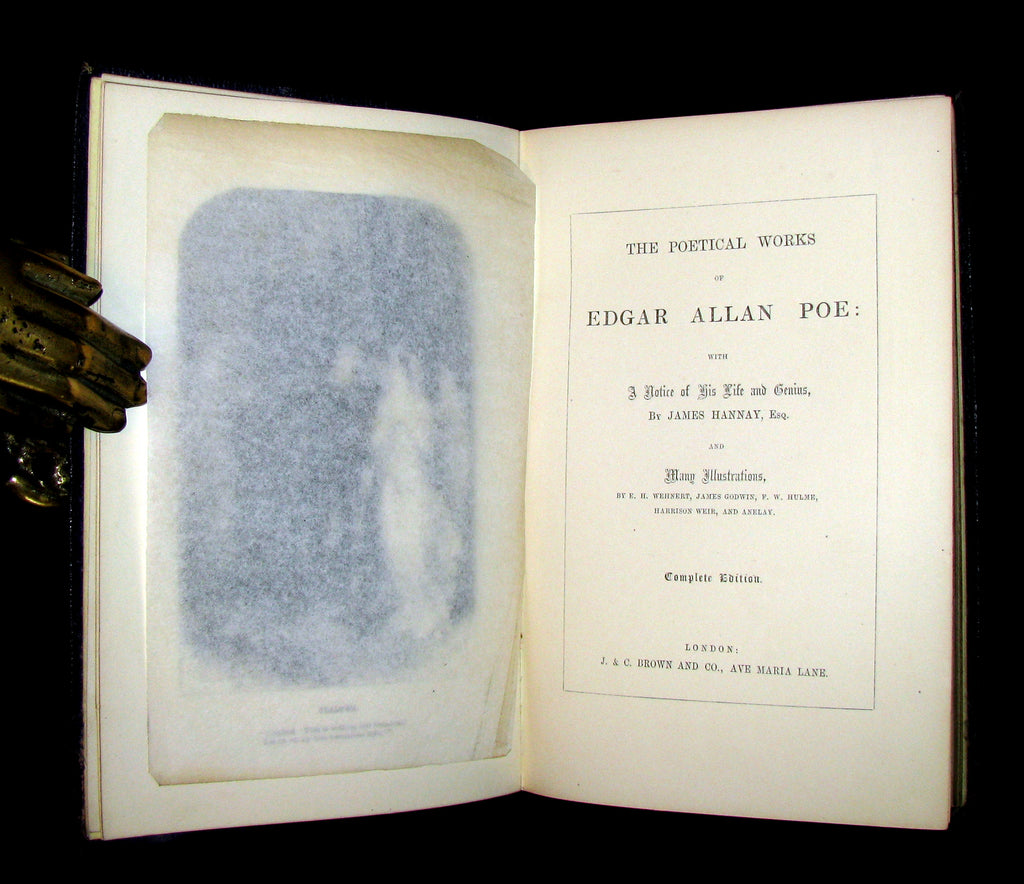 THE POETICAL WORKS
OF
EDGAR ALLAN POE:
WITH
A Notice of His Life and Genius,
BY JAMES HANNAY, ESQ.
AND
Many Illustrations,
BY E. H. WEHNERT, JAMES GODWIN, F. W. HULME,
HARRISON WEIR, AND ANELAY.
Complete Edition.
LONDON:
J. & C. BROWN AND CO., AVE MARIA LANE.